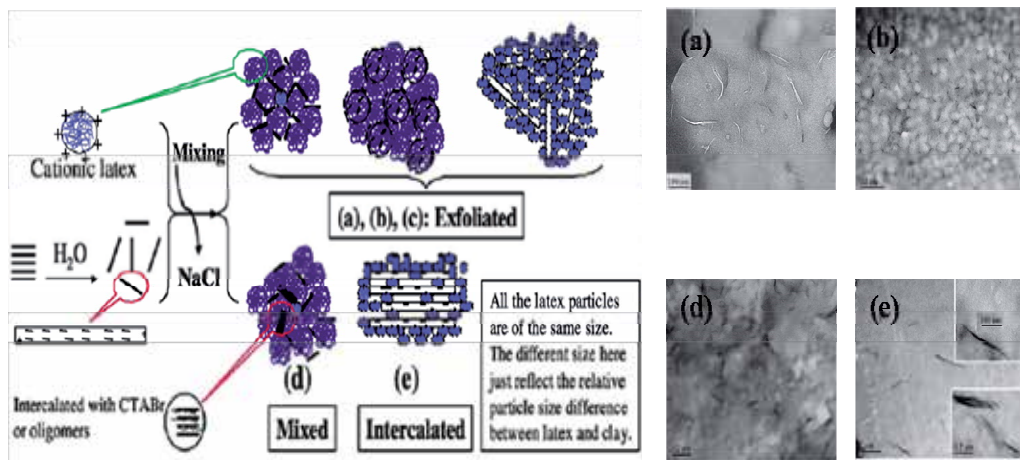 Cationic latex
Mixing
NaCl
H₂O
Intercalated with CTABr
or oligomers
(a), (b), (c): Exfoliated
(d)
Mixed
(e)
Intercalated
All the latex particles
are of the same size.
The different size here
just reflect the relative
particle size difference
between latex and clay.
(a)
(b)
(d)
(e)